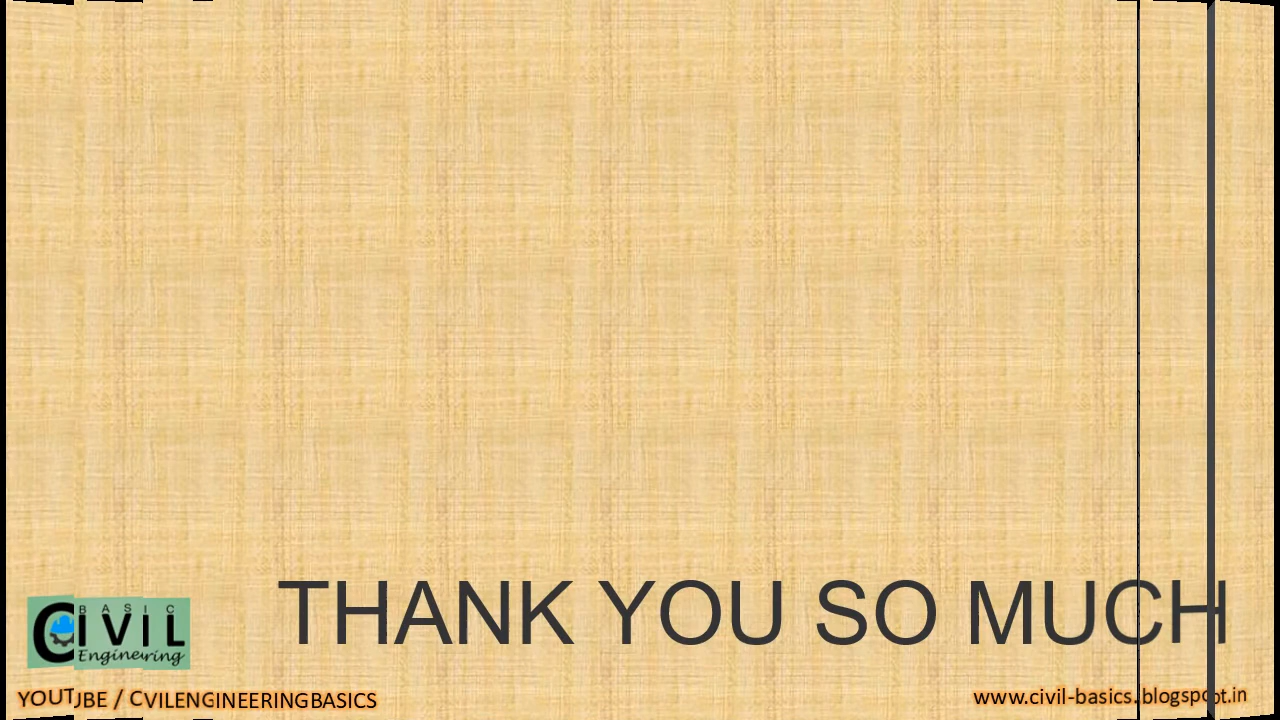 THANK YOU SO MUCH
BASIC
CIVIL
Engineering
YOUTUBE / CVILENGINEERINGBASICS
www.civil-basics.blogspot.in